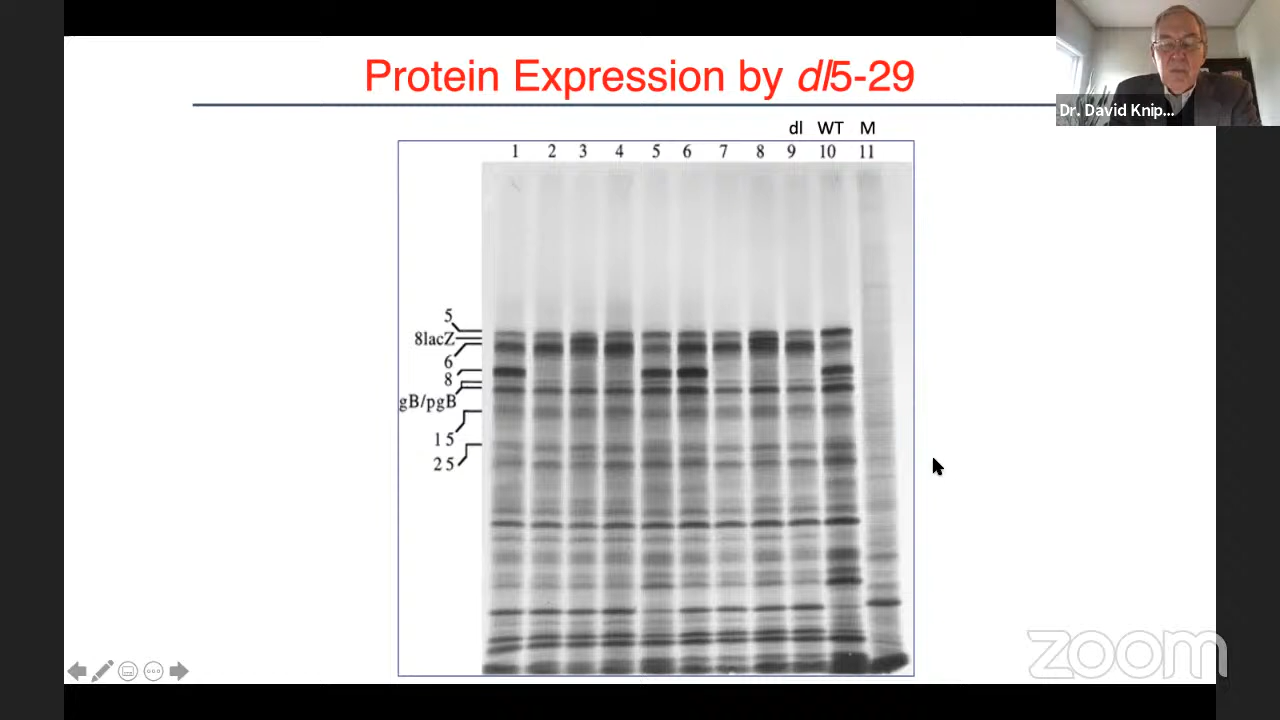 Protein Expression by dl5-29
Dr. David Knip...
dl WT M
1 2 3 4 5 6 7 8 9 10 11
5
8lacZ
6
8
gB/pgB
15
25
zoom